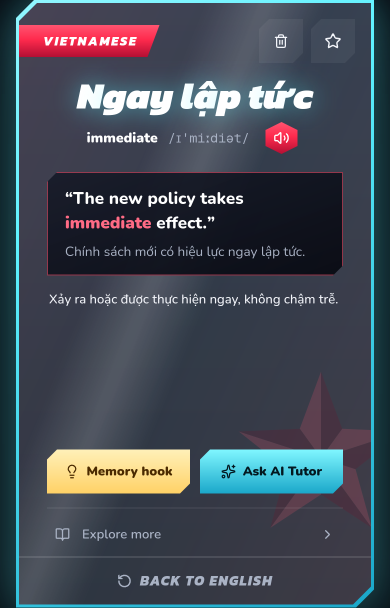 VIETNAMESE
Ngay lập tức
immediate /ɪˈmiːdiət/
“The new policy takes
immediate effect.”
Chính sách mới có hiệu lực ngay lập tức.
Xảy ra hoặc được thực hiện ngay, không chậm trễ.
Memory hook
Ask AI Tutor
Explore more
BACK TO ENGLISH